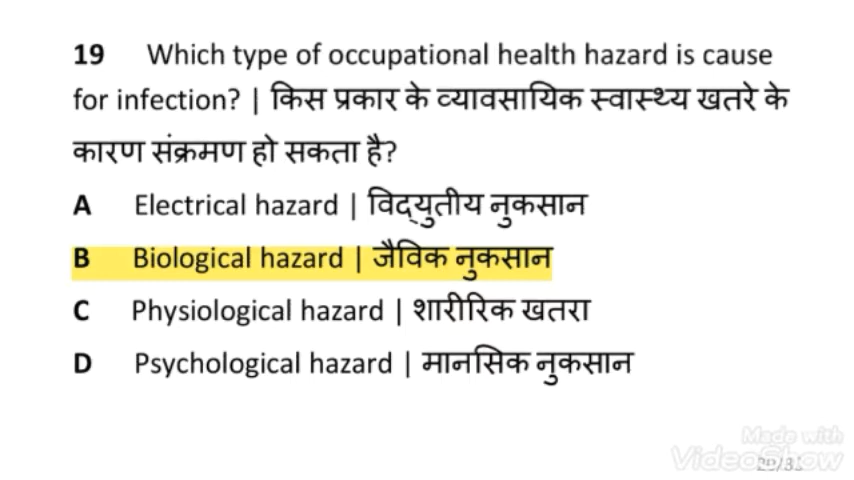 19 Which type of occupational health hazard is cause
for infection? | किस प्रकार के व्यावसायिक स्वास्थ्य खतरे के
कारण संक्रमण हो सकता है?
A Electrical hazard | विद्युतीय नुकसान
B Biological hazard | जैविक नुकसान
C Physiological hazard | शारीरिक खतरा
D Psychological hazard | मानसिक नुकसान
Made with
VideoShow